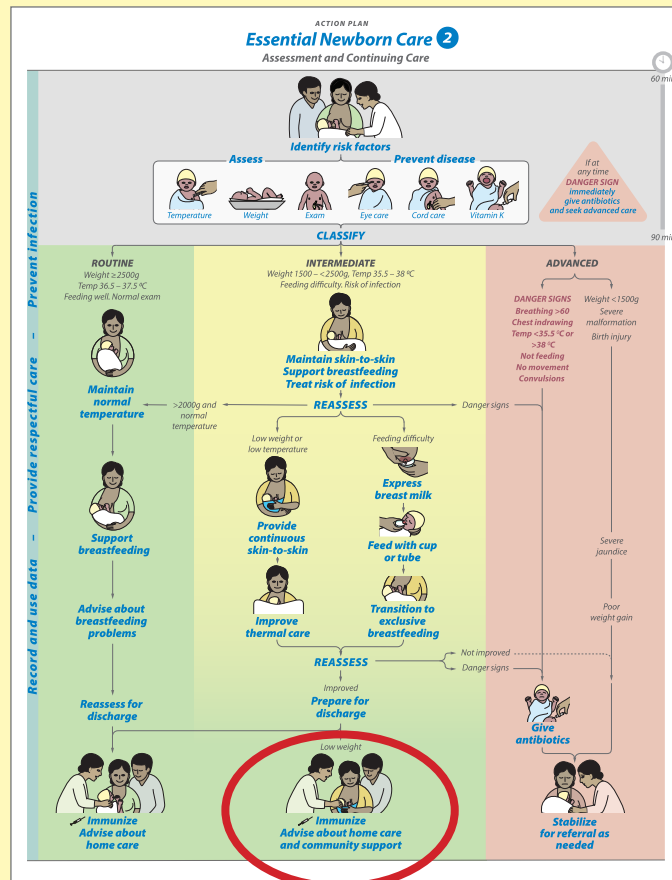 ACTION PLAN
Essential Newborn Care 2
Assessment and Continuing Care
60 min
Identify risk factors
Assess
Prevent disease
Temperature
Weight
Exam
Eye care
Cord care
Vitamin K
If at
any time
DANGER SIGN
immediately
give antibiotics
and seek advanced care
CLASSIFY
90 min
Prevent infection
–
Provide respectful care
–
Record and use data
ROUTINE
Weight ≥2500g
Temp 36.5 – 37.5 ºC
Feeding well. Normal exam
INTERMEDIATE
Weight 1500 – <2500g, Temp 35.5 – 38 ºC
Feeding difficulty. Risk of infection
ADVANCED
DANGER SIGNS
Breathing >60
Chest indrawing
Temp <35.5 ºC or
>38 ºC
Not feeding
No movement
Convulsions
Weight <1500g
Severe
malformation
Birth injury
Maintain
normal
temperature
Maintain skin-to-skin
Support breastfeeding
Treat risk of infection
>2000g and
normal
temperature
REASSESS
Danger signs
Low weight or
low temperature
Feeding difficulty
Express
breast milk
Support
breastfeeding
Provide
continuous
skin-to-skin
Feed with cup
or tube
Severe
jaundice
Advise about
breastfeeding
problems
Improve
thermal care
Transition to
exclusive
breastfeeding
Poor
weight gain
REASSESS
Not improved
Danger signs
Reassess for
discharge
Improved
Prepare for
discharge
Give
antibiotics
Low weight
Immunize
Advise about
home care
Immunize
Advise about home care
and community support
Stabilize
for referral as
needed